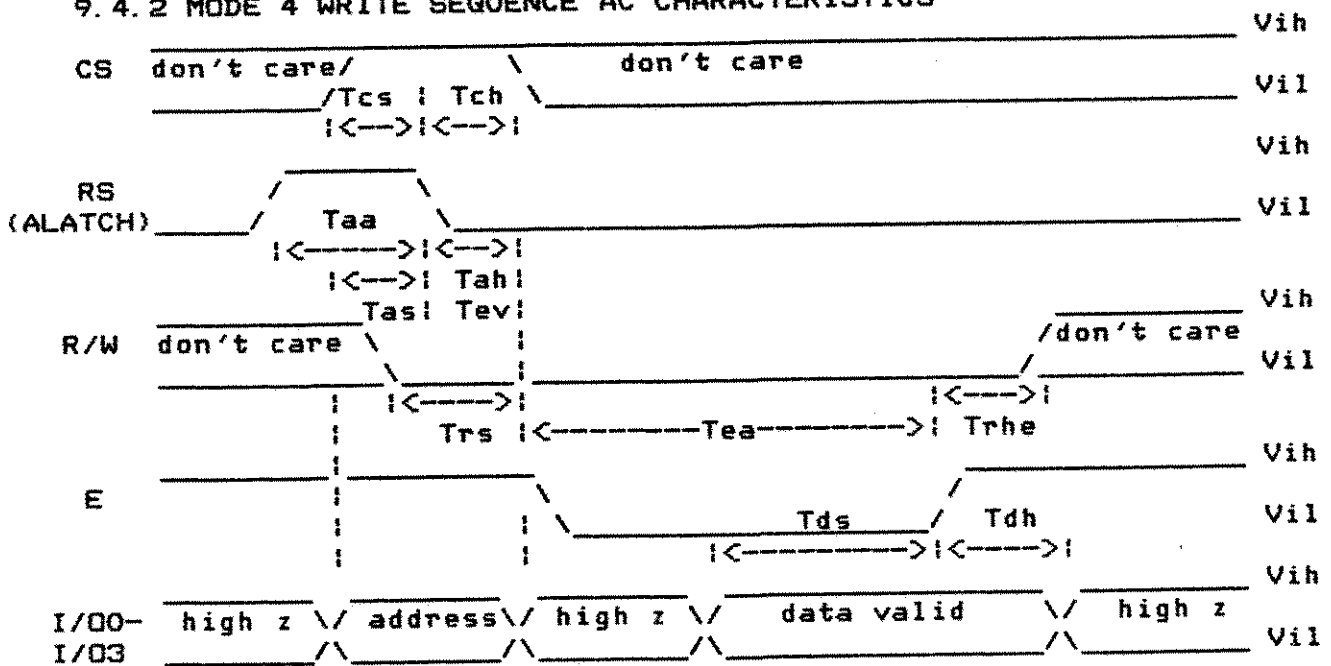 9.4.2 MODE 4 WRITE SEQUENCE AC CHARACTERISTICS
Vih
CS don't care don't care
Vil
Tcs Tch
Vih
RS
(ALATCH) Taa Vil
Tah
Tas Tev Vih
R/W don't care don't care
Vil
Trs Tea Trhe
Vih
E
Tds Tdh Vil
Vih
I/O0- high z address high z data valid high z
I/O3 Vil